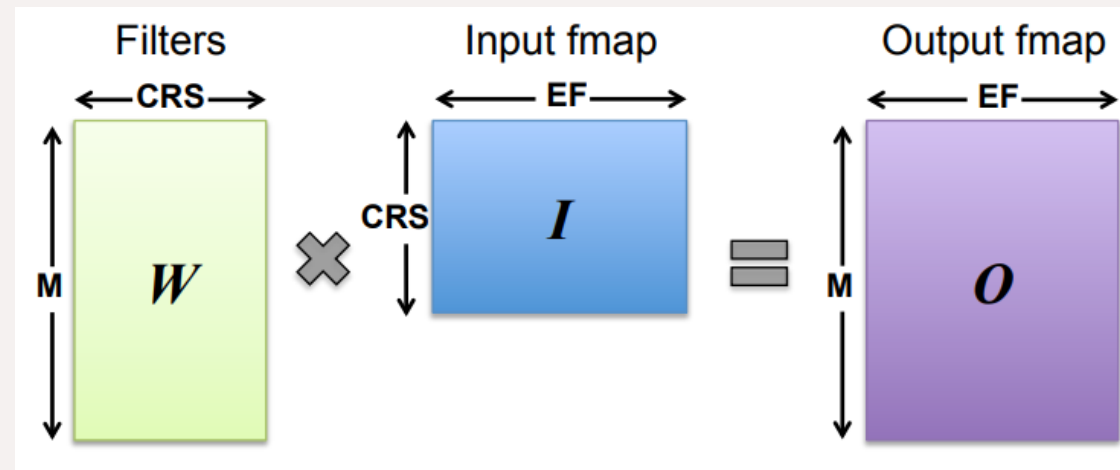 Filters Input fmap Output fmap
CRS EF EF
CRS
M W I = M O